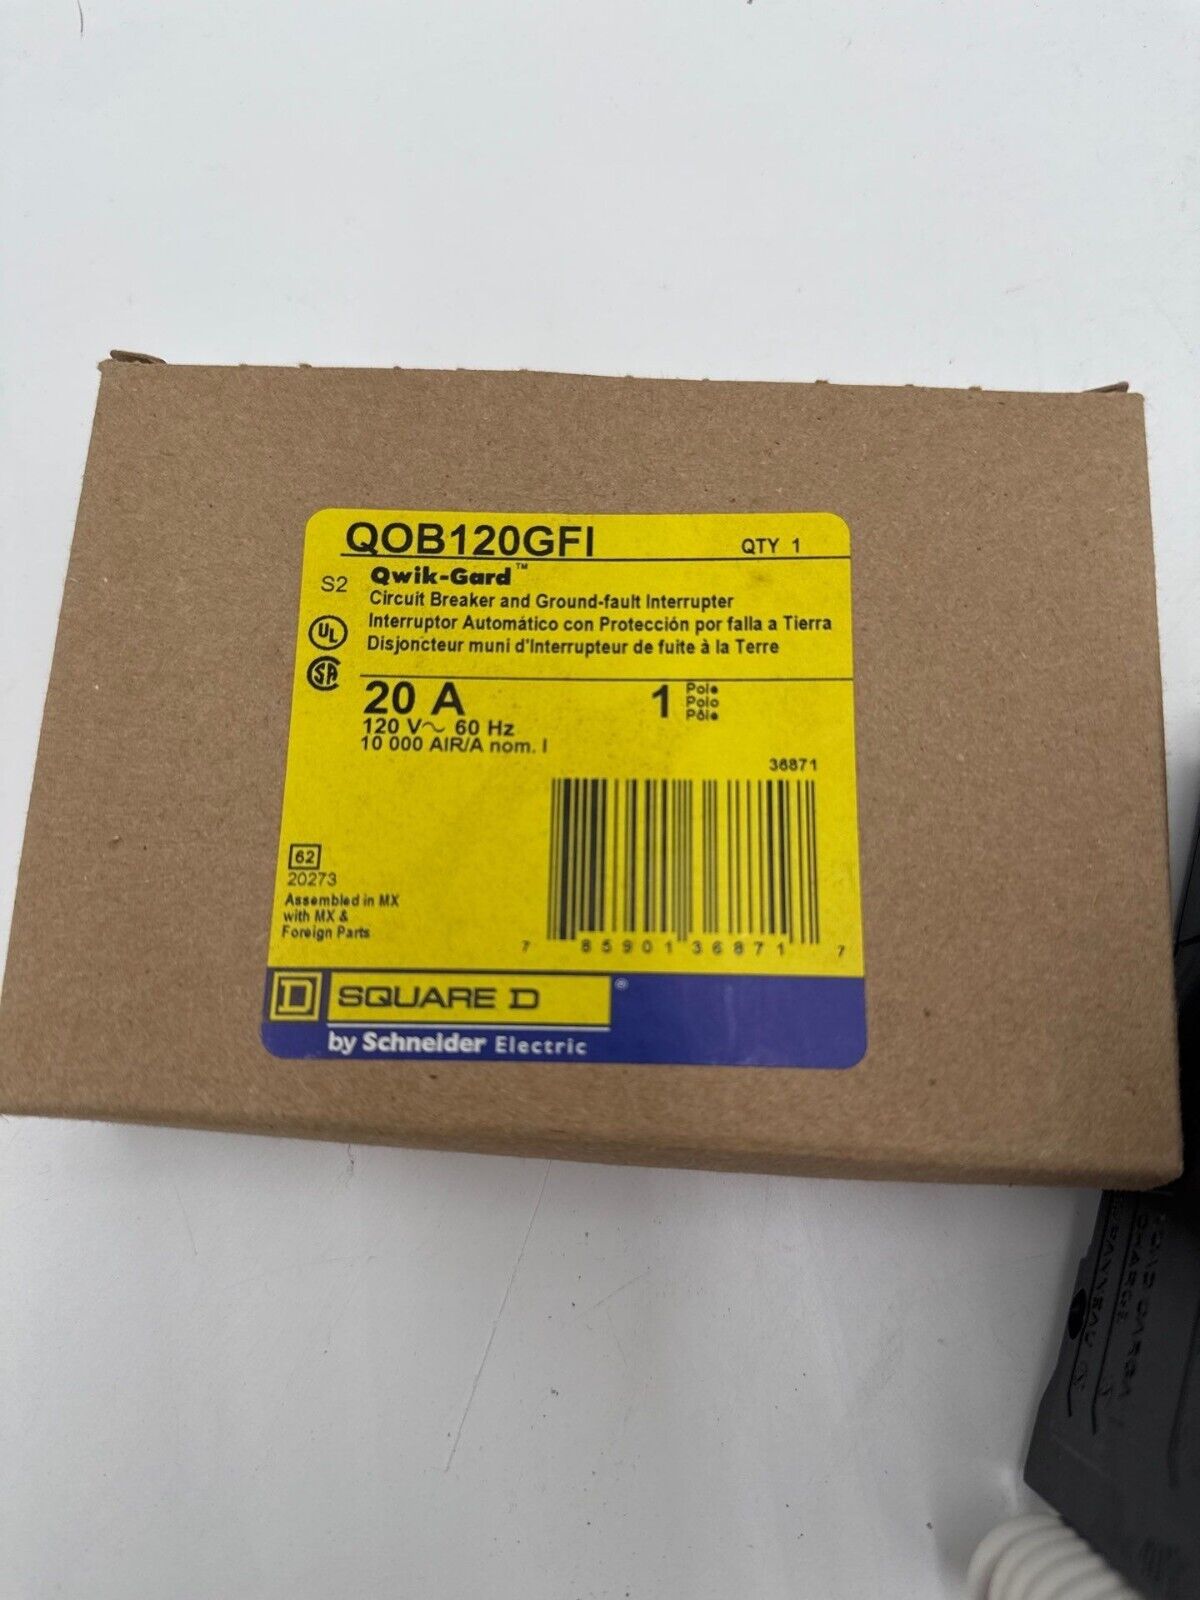 QOB120GFI QTY 1
S2 Qwik-Gard™
Circuit Breaker and Ground-fault Interrupter
Interruptor Automático con Protección por falla a Tierra
Disjoncteur muni d'Interrupteur de fuite à la Terre
UL
SA
20 A 1 Pole
Polo
Pôle
120 V~ 60 Hz
10 000 AIR/A nom. I
36871
62
20273
Assembled in MX
with MX &
Foreign Parts
7 85901 36871 7
D SQUARE D ®
by Schneider Electric